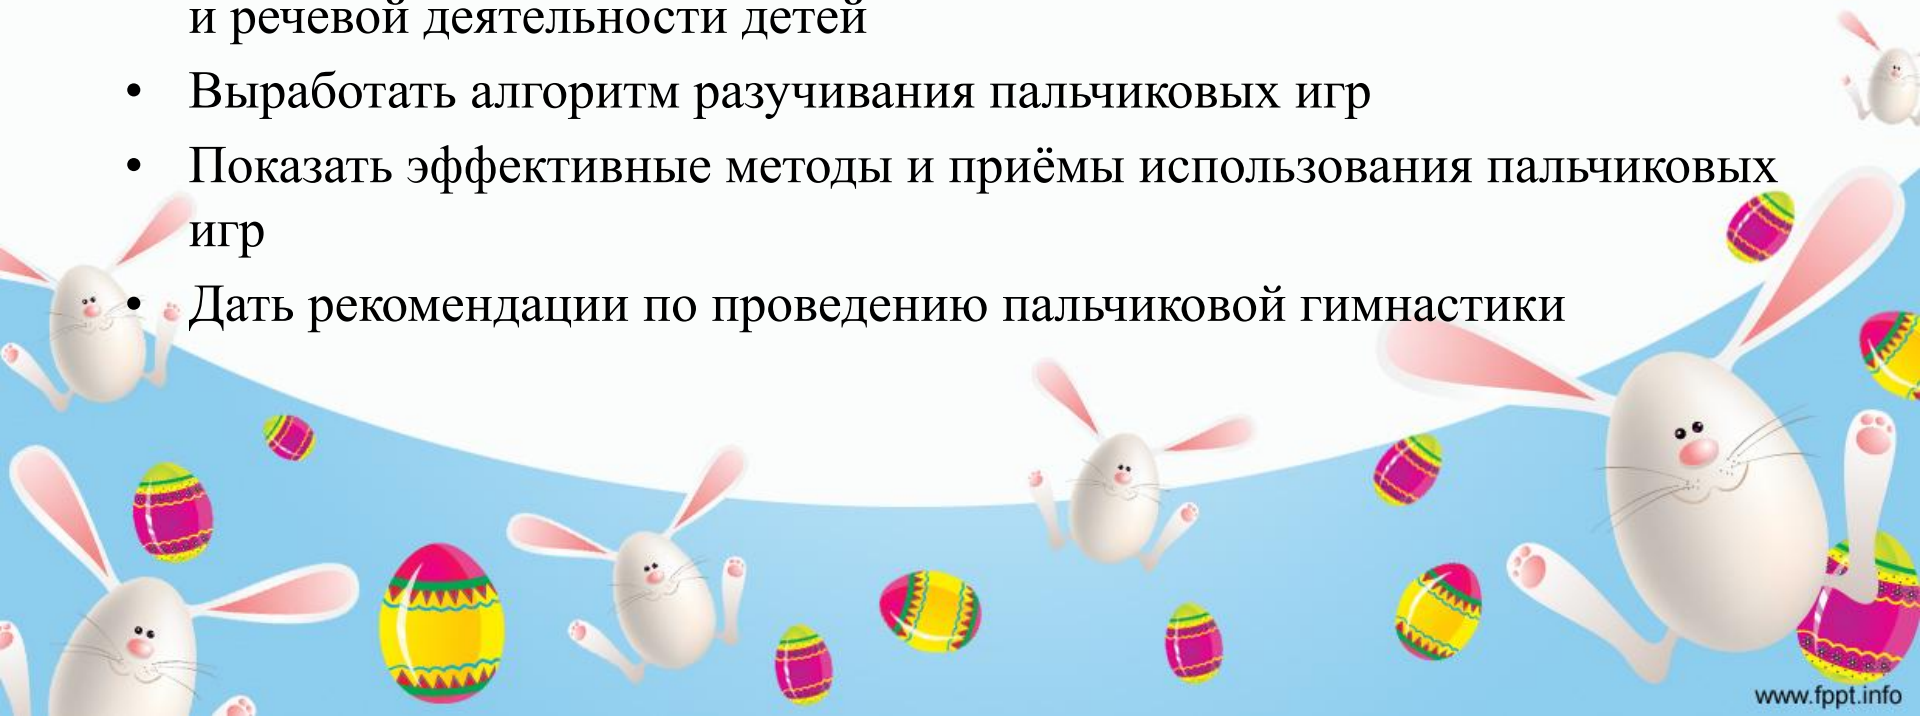 и речевой деятельности детей
• Выработать алгоритм разучивания пальчиковых игр
• Показать эффективные методы и приёмы использования пальчиковых
игр
• Дать рекомендации по проведению пальчиковой гимнастики
www.fppt.info